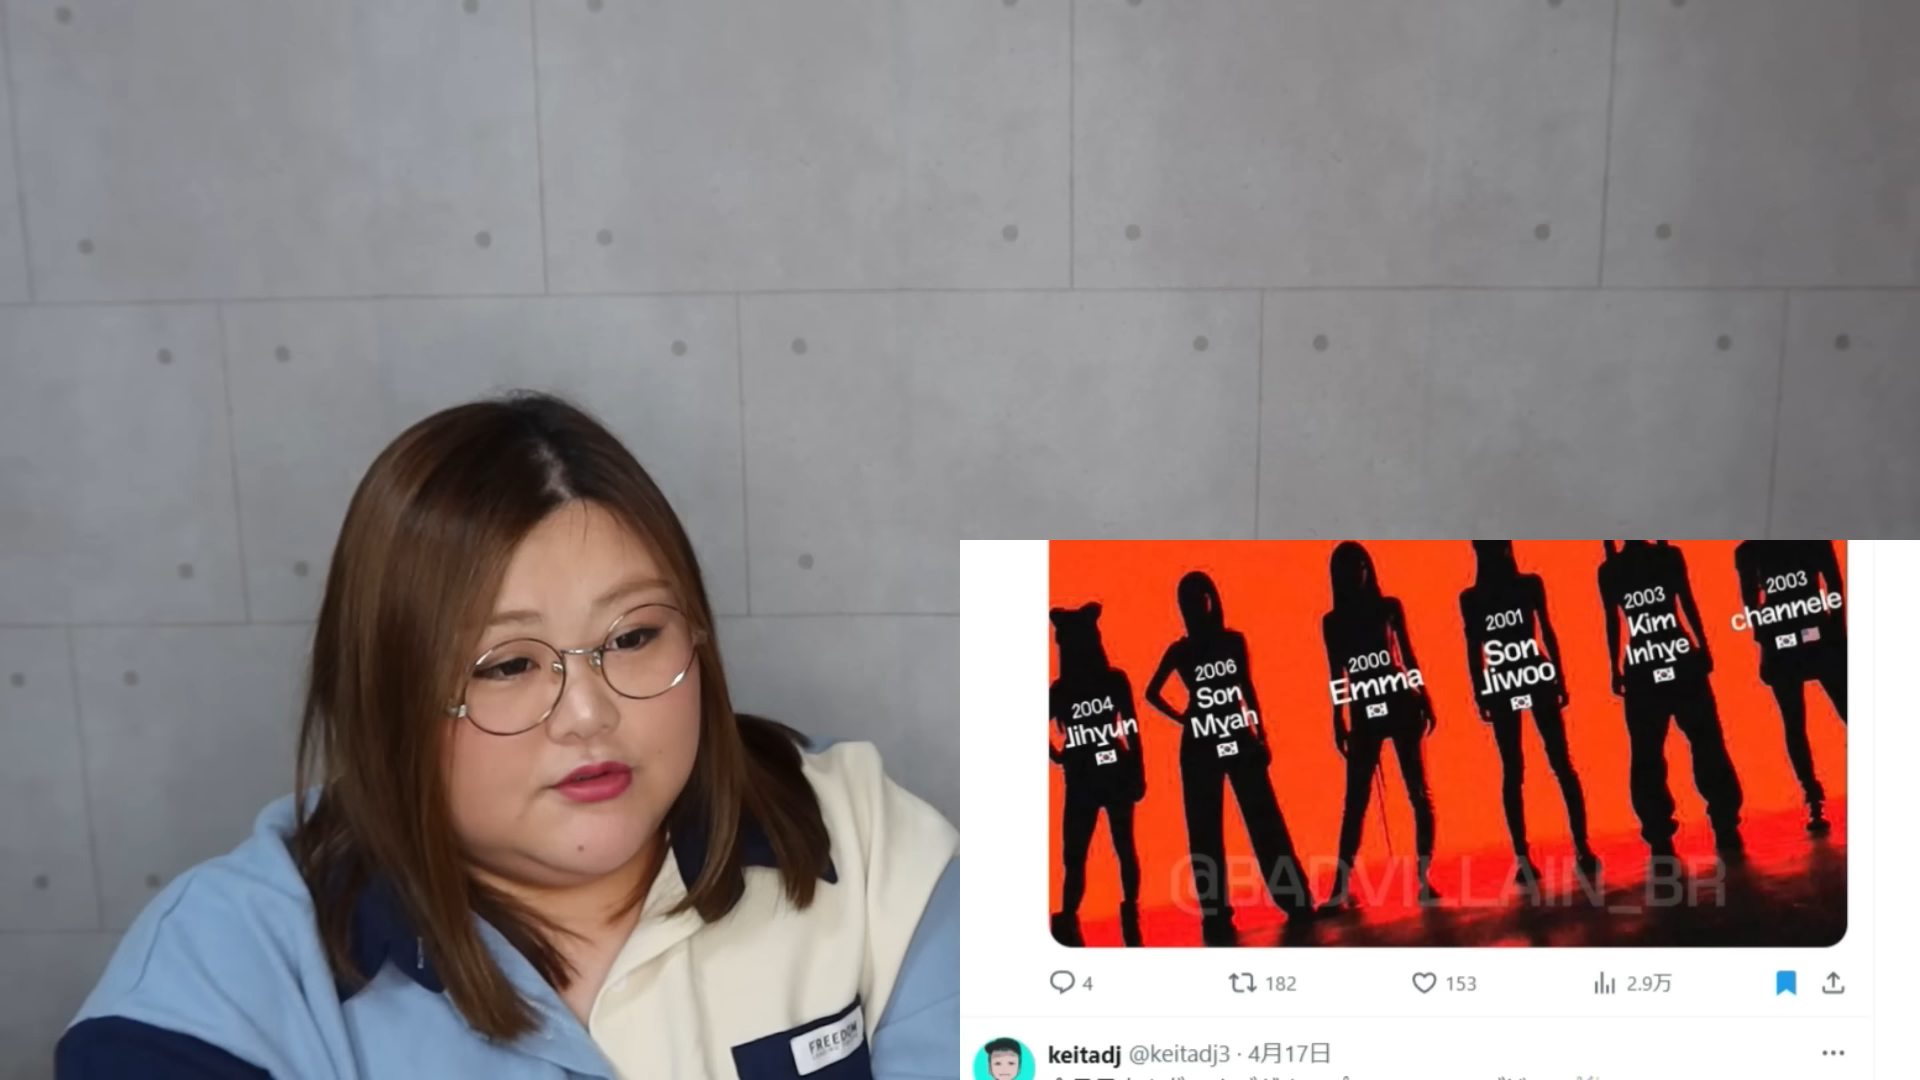 2004
Jihyun
2006
Son
Myah
2000
Emma
2001
Son
Jiwoo
2003
Kim
Inhye
2003
channele
@BADVILLAIN_BR
4
182
153
2.9万
keitadj @keitadj3 · 4月17日
FREEDOM